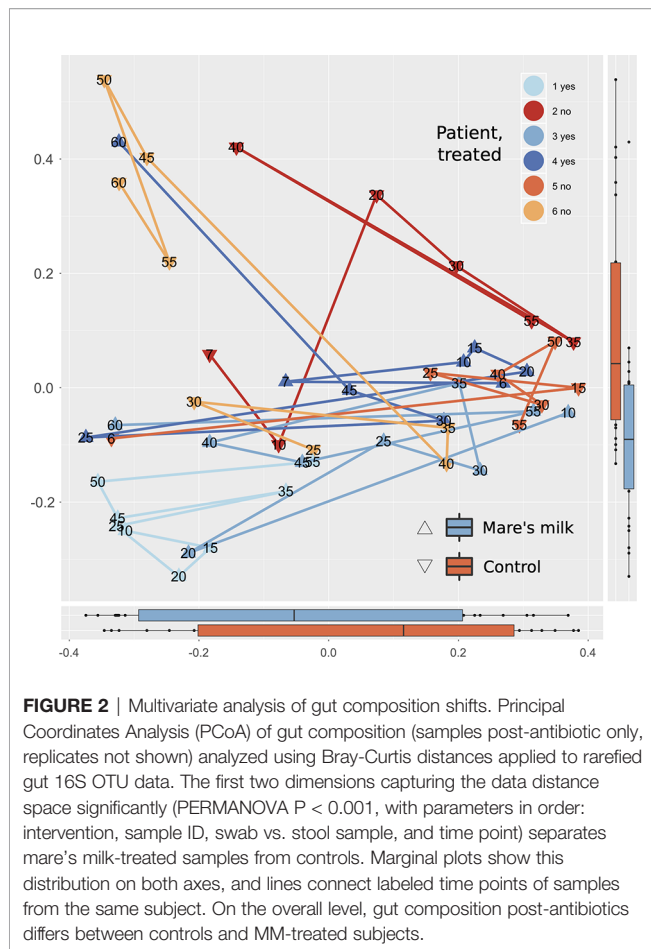 50
60
45
60
55
40
20
30
55
35
7
10
15
7
6
20
25
40
35
45
15
50
30
55
10
30
65
60
25
6
40
30
35
25
45
55
25
40
30
10
50
45
25
10
35
20
15
20
0.4
0.2
0.0
-0.2
Patient,
treated
1 yes
2 no
3 yes
4 yes
5 no
6 no
Mare's milk
Control
-0.4 -0.2 0.0 0.2 0.4
FIGURE 2 | Multivariate analysis of gut composition shifts. Principal
Coordinates Analysis (PCoA) of gut composition (samples post-antibiotic only,
replicates not shown) analyzed using Bray-Curtis distances applied to rarefied
gut 16S OTU data. The first two dimensions capturing the data distance
space significantly (PERMANOVA P < 0.001, with parameters in order:
intervention, sample ID, swab vs. stool sample, and time point) separates
mare's milk-treated samples from controls. Marginal plots show this
distribution on both axes, and lines connect labeled time points of samples
from the same subject. On the overall level, gut composition post-antibiotics
differs between controls and MM-treated subjects.